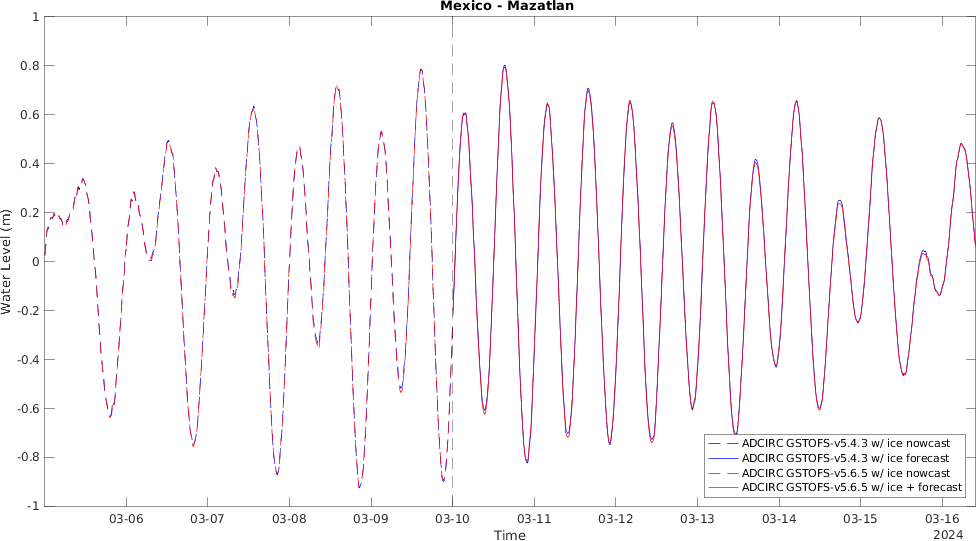 Mexico - Mazatlan
1
0.8
0.6
0.4
0.2
0
-0.2
-0.4
-0.6
-0.8
-1
Water Level (m)
ADCIRC GSTOFS-v5.4.3 w/ ice nowcast
ADCIRC GSTOFS-v5.4.3 w/ ice forecast
ADCIRC GSTOFS-v5.6.5 w/ ice nowcast
ADCIRC GSTOFS-v5.6.5 w/ ice + forecast
03-06 03-07 03-08 03-09 03-10 03-11 03-12 03-13 03-14 03-15 03-16
Time
2024